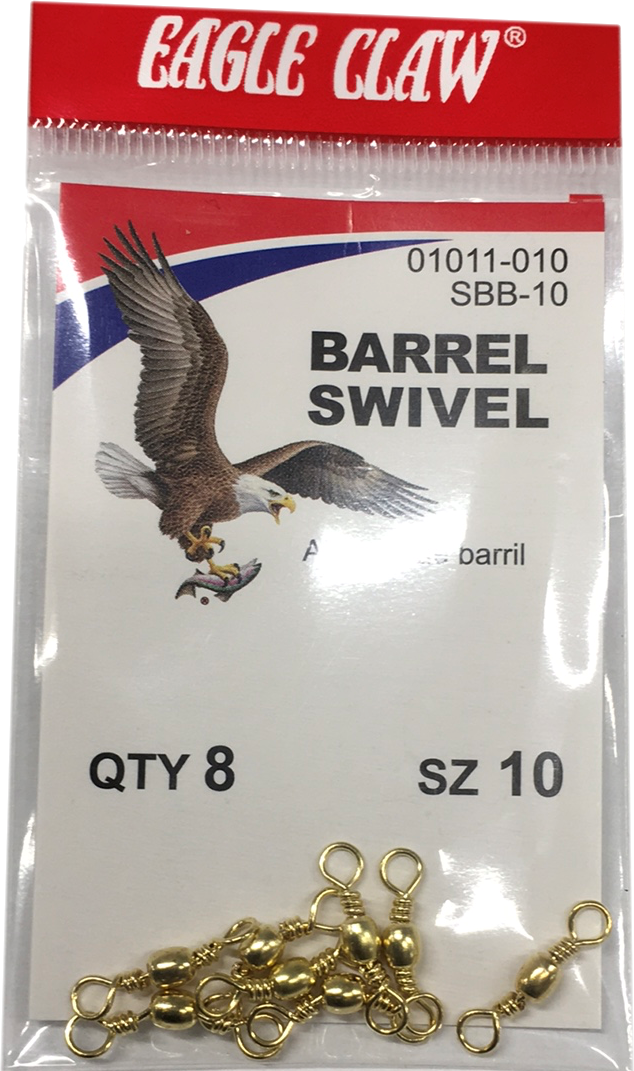 EAGLE CLAW®
01011-010
SBB-10
BARREL
SWIVEL
barril
QTY 8
SZ 10